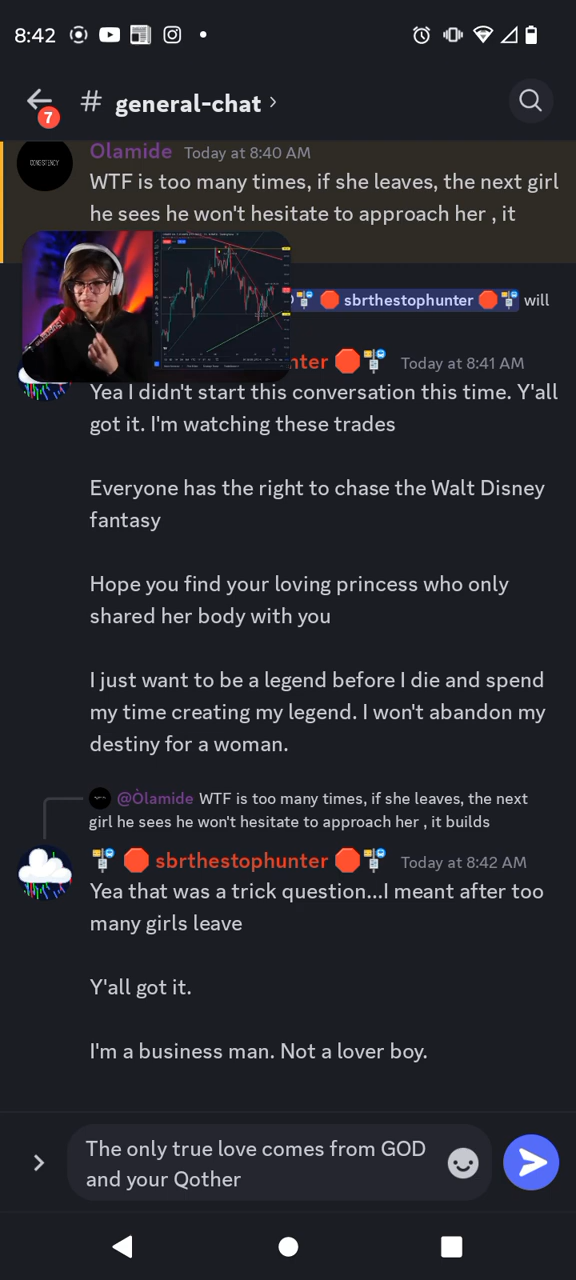 8:42
7
# general-chat ›
CONSISTENCY
Òlamide Today at 8:40 AM
WTF is too many times, if she leaves, the next girl
he sees he won't hesitate to approach her , it
sbrthestophunter will
nter Today at 8:41 AM
Yea I didn't start this conversation this time. Y'all
got it. I'm watching these trades
Everyone has the right to chase the Walt Disney
fantasy
Hope you find your loving princess who only
shared her body with you
I just want to be a legend before I die and spend
my time creating my legend. I won't abandon my
destiny for a woman.
@Òlamide WTF is too many times, if she leaves, the next
girl he sees he won't hesitate to approach her , it builds
sbrthestophunter Today at 8:42 AM
Yea that was a trick question...I meant after too
many girls leave
Y'all got it.
I'm a business man. Not a lover boy.
The only true love comes from GOD
and your Qother